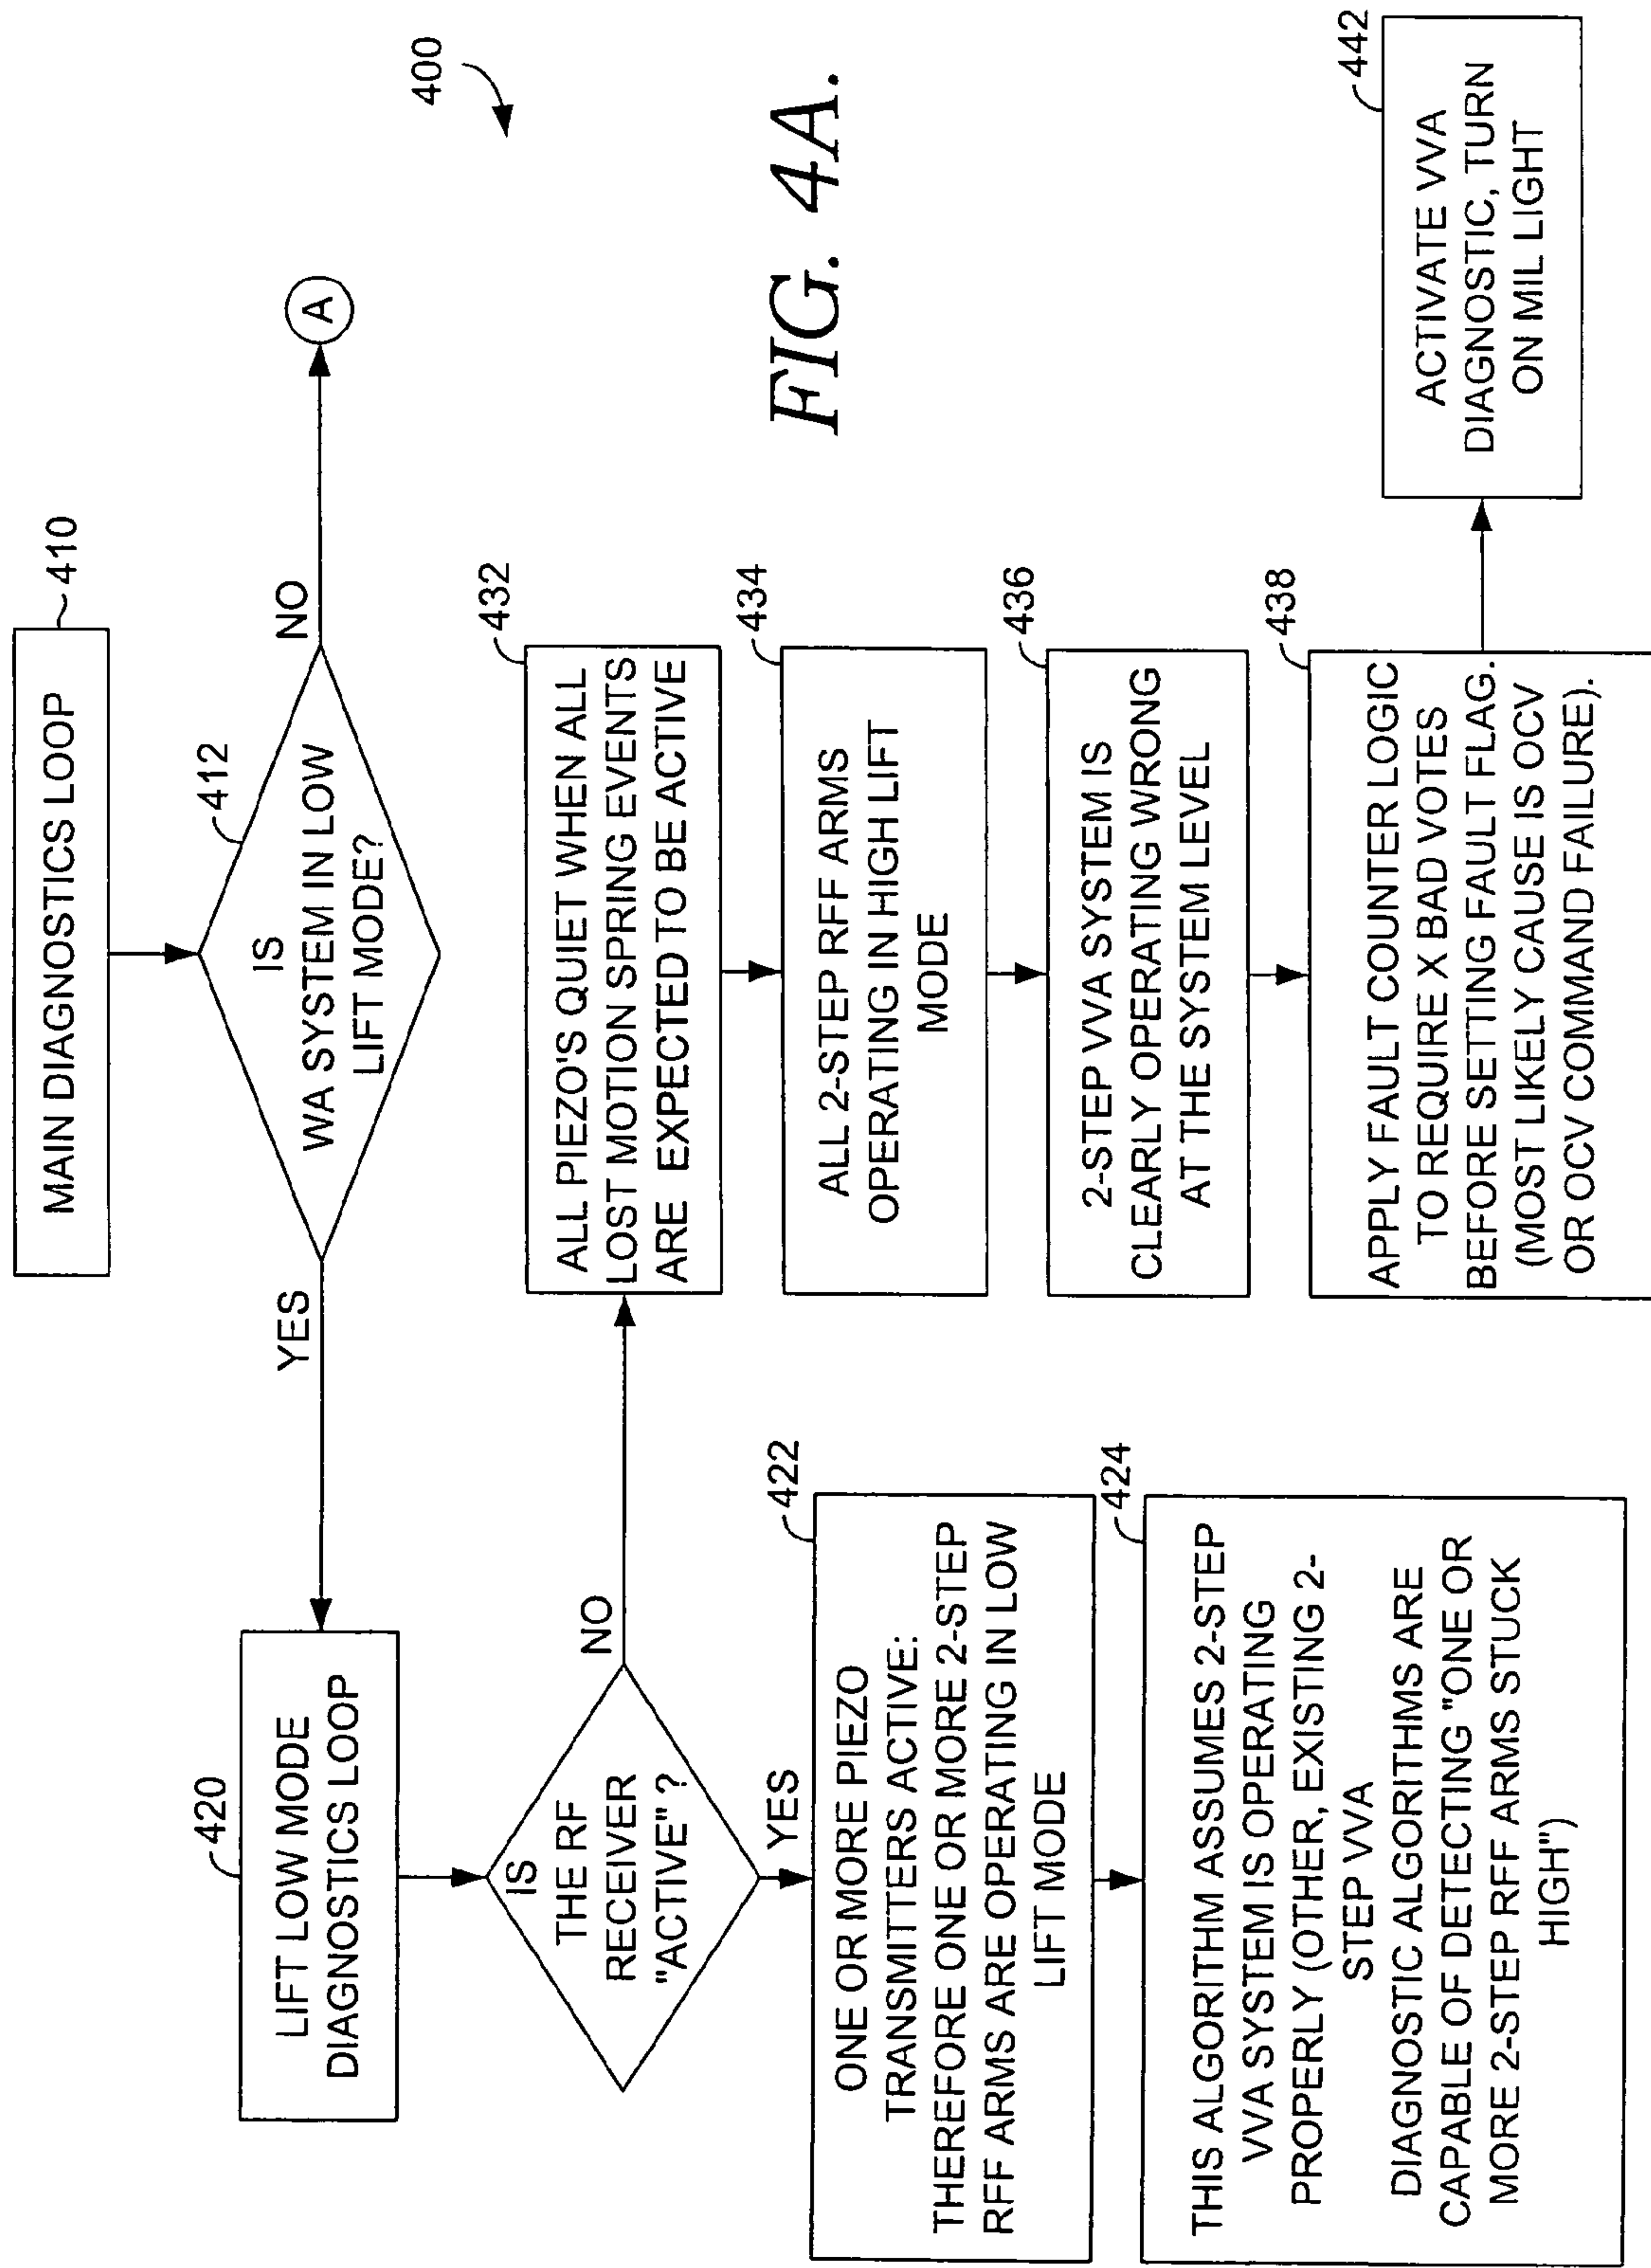 400
FIG. 4A.
MAIN DIAGNOSTICS LOOP
410
412
IS
VVA SYSTEM IN LOW
LIFT MODE?
YES
NO
A
420
LIFT LOW MODE
DIAGNOSTICS LOOP
IS
THE RF
RECEIVER
"ACTIVE" ?
NO
YES
422
ONE OR MORE PIEZO
TRANSMITTERS ACTIVE:
THEREFORE ONE OR MORE 2-STEP
RFF ARMS ARE OPERATING IN LOW
LIFT MODE
424
THIS ALGORITHM ASSUMES 2-STEP
VVA SYSTEM IS OPERATING
PROPERLY (OTHER, EXISTING 2-
STEP VVA
DIAGNOSTIC ALGORITHMS ARE
CAPABLE OF DETECTING "ONE OR
MORE 2-STEP RFF ARMS STUCK
HIGH")
432
ALL PIEZO'S QUIET WHEN ALL
LOST MOTION SPRING EVENTS
ARE EXPECTED TO BE ACTIVE
434
ALL 2-STEP RFF ARMS
OPERATING IN HIGH LIFT
MODE
436
2-STEP VVA SYSTEM IS
CLEARLY OPERATING WRONG
AT THE SYSTEM LEVEL
438
APPLY FAULT COUNTER LOGIC
TO REQUIRE X BAD VOTES
BEFORE SETTING FAULT FLAG.
(MOST LIKELY CAUSE IS OCV
OR OCV COMMAND FAILURE).
442
ACTIVATE VVA
DIAGNOSTIC, TURN
ON MIL LIGHT